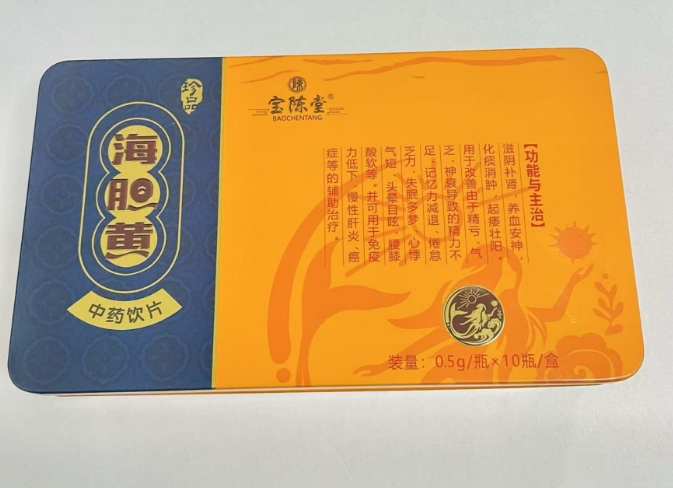 珍品
海胆黄
中药饮片
宝陈堂
BAOCHENTANG
【功能与主治】
滋阴补肾、养血安神、
化痰消肿、起痿壮阳。
用于改善由于精亏、气
乏、神衰导致的精力不
足、记忆力减退、倦怠
乏力、失眠多梦、心悸
气短、头晕目眩、腰膝
酸软等。并可用于免疫
力低下、慢性肝炎、癌
症等的辅助治疗。
装量：0.5g/瓶×10瓶/盒